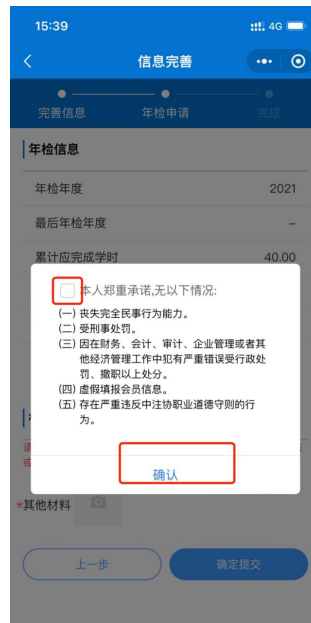 15:39
4G
信息完善
完善信息
年检申请
完成
年检信息
年检年度
2021
最后年检年度
–
累计应完成学时
40.00
本人郑重承诺,无以下情况:
(一) 丧失完全民事行为能力。
(二) 受刑事处罚。
(三) 因在财务、会计、审计、企业管理或者其
他经济管理工作中犯有严重错误受行政处
罚、撤职以上处分。
(四) 虚假填报会员信息。
(五) 存在严重违反中注协职业道德守则的行
为。
确认
*其他材料
上一步
确定提交